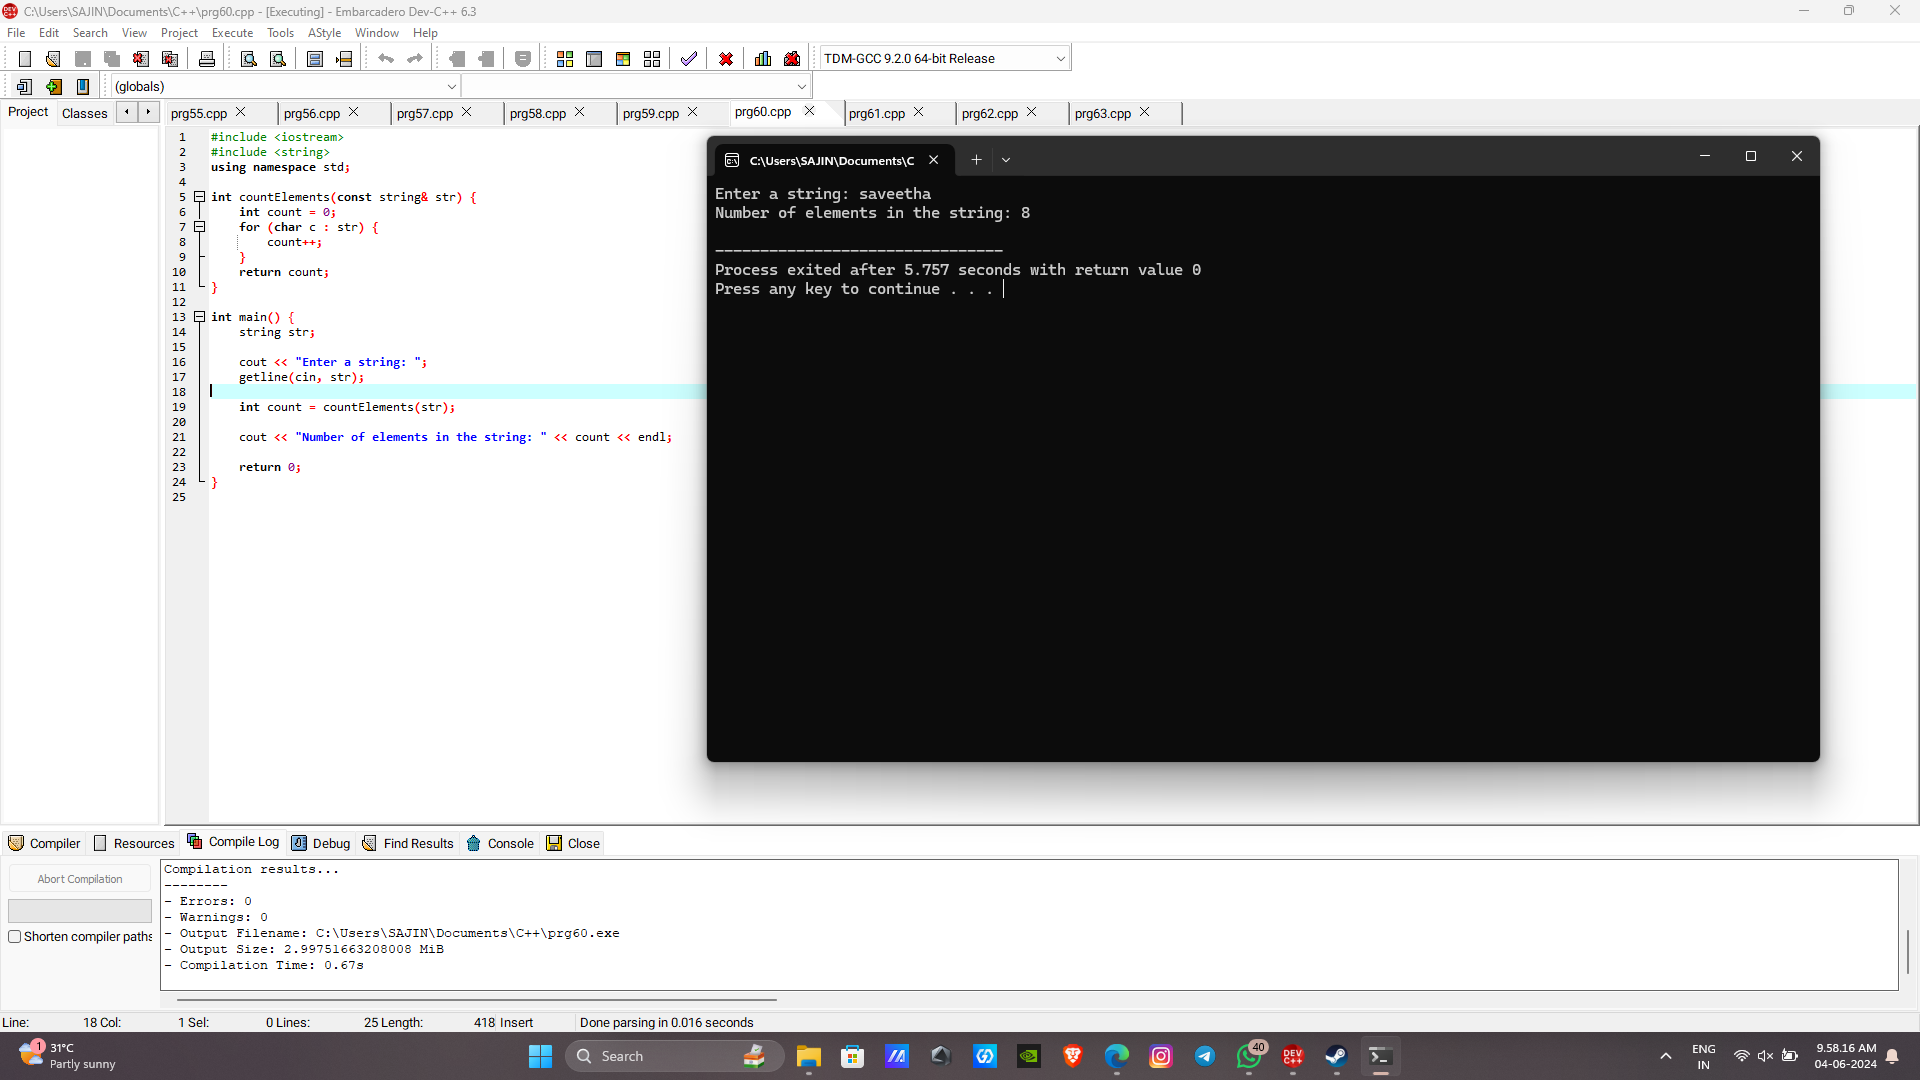 C:\Users\SAJIN\Documents\C++\prg60.cpp - [Executing] - Embarcadero Dev-C++ 6.3
File Edit Search View Project Execute Tools AStyle Window Help
TDM-GCC 9.2.0 64-bit Release
(globals)
Project Classes prg55.cpp prg56.cpp prg57.cpp prg58.cpp prg59.cpp prg60.cpp prg61.cpp prg62.cpp prg63.cpp
1 #include <iostream>
2 #include <string>
3 using namespace std;
4
5 int countElements(const string& str) {
6 int count = 0;
7 for (char c : str) {
8 count++;
9 }
10 return count;
11 }
12
13 int main() {
14 string str;
15
16 cout << "Enter a string: ";
17 getline(cin, str);
18
19 int count = countElements(str);
20
21 cout << "Number of elements in the string: " << count << endl;
22
23 return 0;
24 }
25
C:\Users\SAJIN\Documents\C
Enter a string: saveetha
Number of elements in the string: 8
--------------------------------
Process exited after 5.757 seconds with return value 0
Press any key to continue . . .
Compiler Resources Compile Log Debug Find Results Console Close
Abort Compilation
Shorten compiler paths
Compilation results...
--------
- Errors: 0
- Warnings: 0
- Output Filename: C:\Users\SAJIN\Documents\C++\prg60.exe
- Output Size: 2.99751663208008 MiB
- Compilation Time: 0.67s
Line: 18 Col: 1 Sel: 0 Lines: 25 Length: 418 Insert Done parsing in 0.016 seconds
1
31°C
Partly sunny
Search
40
DEV C++
ENG
IN
9.58.16 AM
04-06-2024